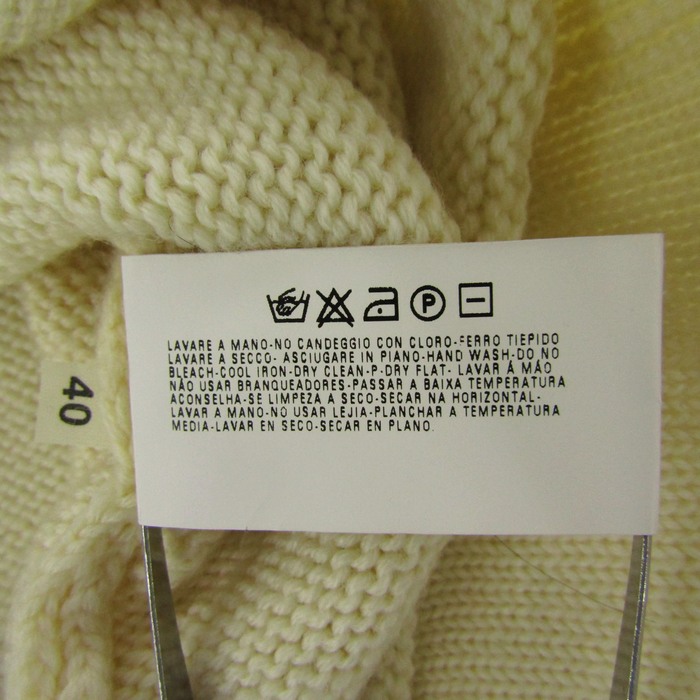 P
LAVARE A MANO-NO CANDEGGIO CON CLORO-FERRO TIEPIDO
LAVARE A SECCO- ASCIUGARE IN PIANO-HAND WASH-DO NO
BLEACH-COOL IRON-DRY CLEAN-P-DRY FLAT- LAVAR Á MÁO
NÃO USAR BRANQUEADORES-PASSAR A BAIXA TEMPERATURA
ACONSELHA-SE LIMPEZA A SECO-SECAR NA HORIZONTAL-
LAVAR A MANO-NO USAR LEJIA-PLANCHAR A TEMPERATURA
MEDIA-LAVAR EN SECO-SECAR EN PLANO.
40